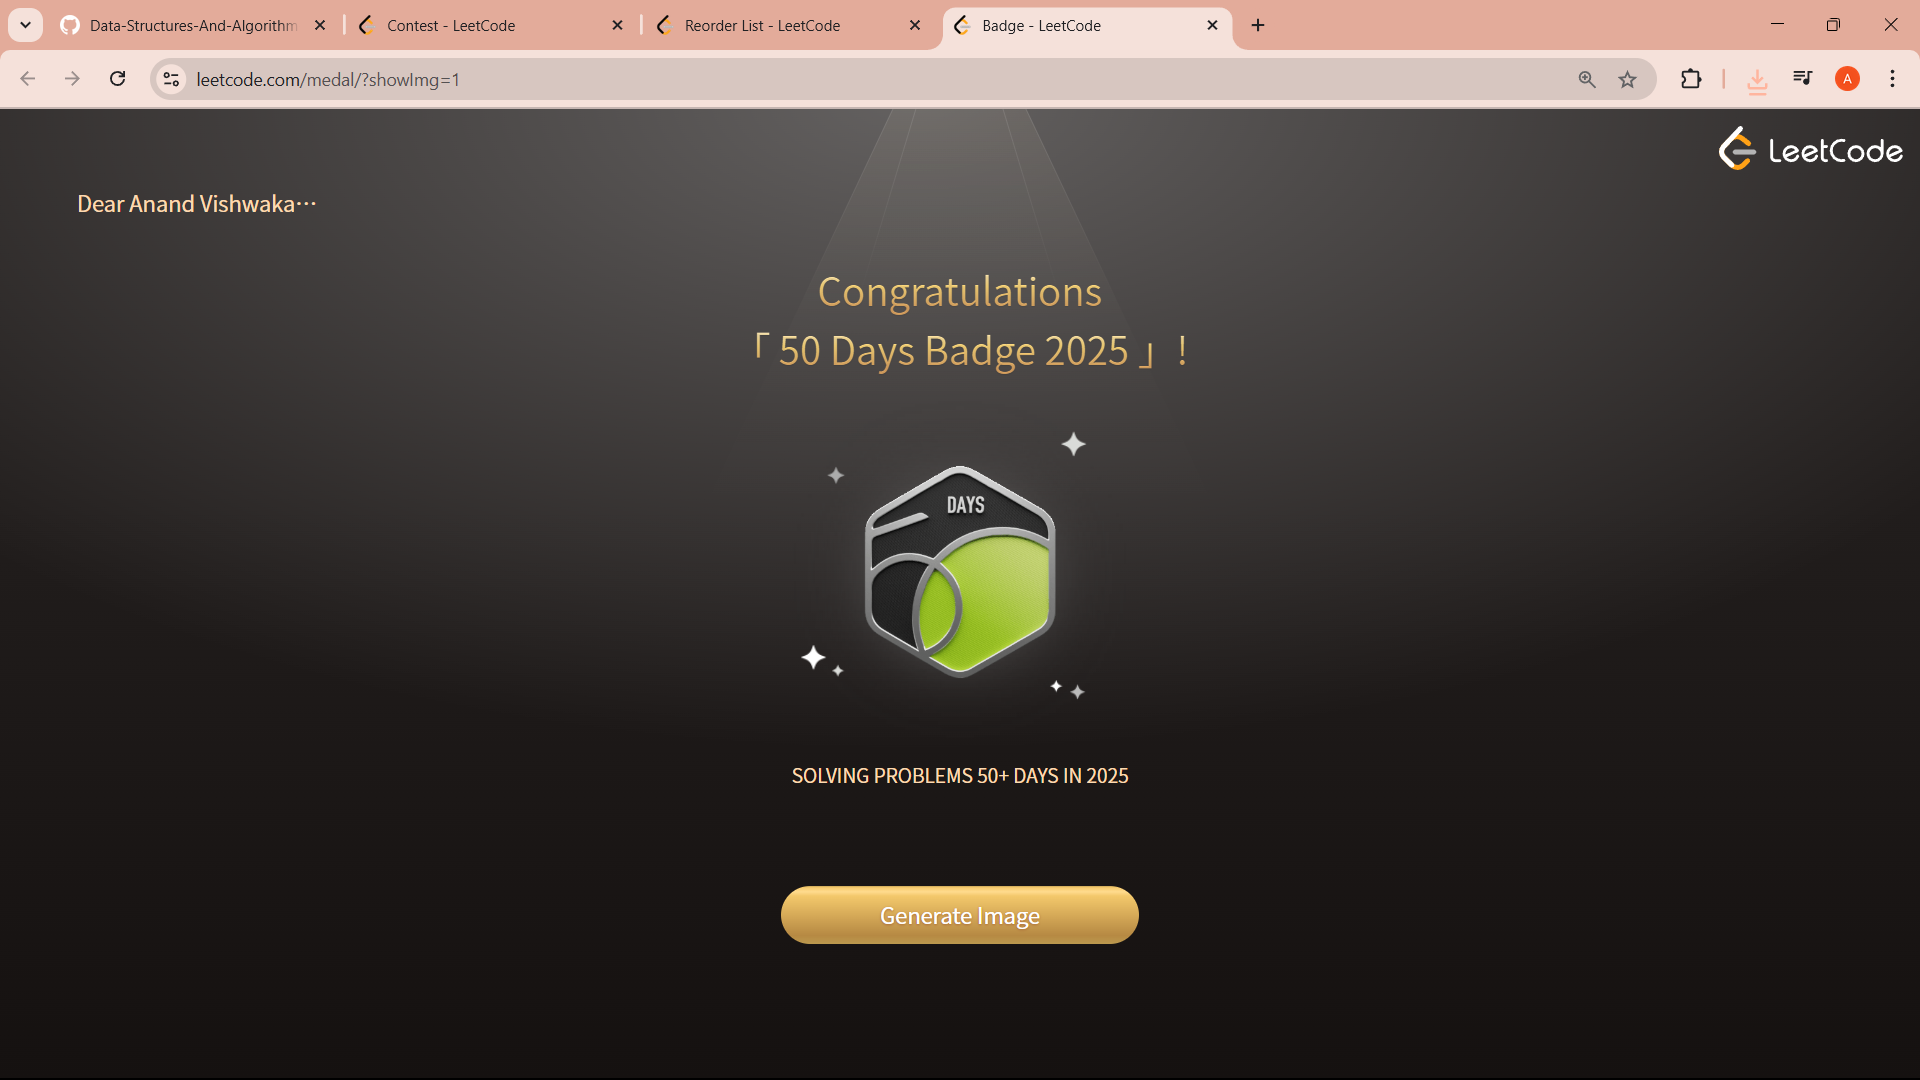 Data-Structures-And-Algorithm
Contest - LeetCode
Reorder List - LeetCode
Badge - LeetCode
leetcode.com/medal/?showImg=1
A
LeetCode
Dear Anand Vishwaka…
Congratulations
「 50 Days Badge 2025 」!
DAYS
SOLVING PROBLEMS 50+ DAYS IN 2025
Generate Image